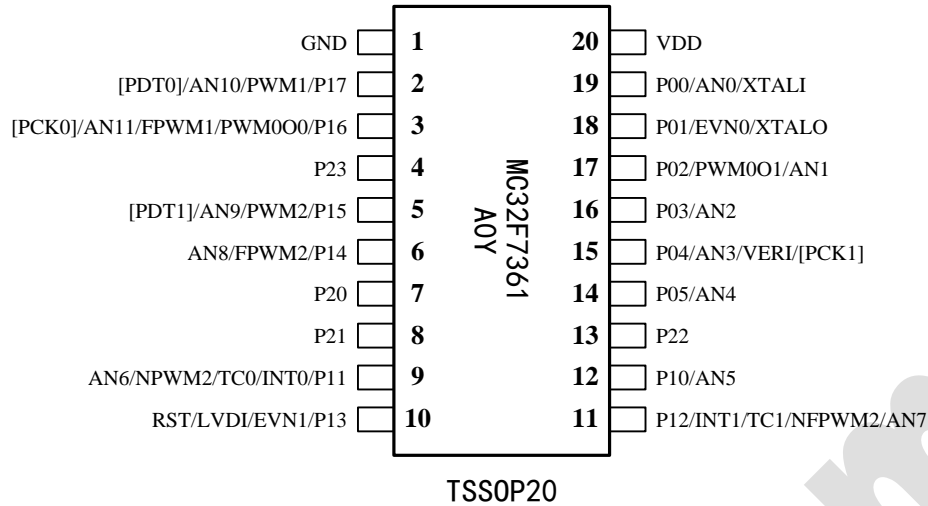 GND 1 20 VDD
[PDT0]/AN10/PWM1/P17 2 19 P00/AN0/XTALI
[PCK0]/AN11/FPWM1/PWM0O0/P16 3 18 P01/EVN0/XTALO
P23 4 17 P02/PWM0O1/AN1
[PDT1]/AN9/PWM2/P15 5 16 P03/AN2
AN8/FPWM2/P14 6 15 P04/AN3/VERI/[PCK1]
P20 7 14 P05/AN4
P21 8 13 P22
AN6/NPWM2/TC0/INT0/P11 9 12 P10/AN5
RST/LVDI/EVN1/P13 10 11 P12/INT1/TC1/NFPWM2/AN7
MC32F7361
A0Y
TSSOP20